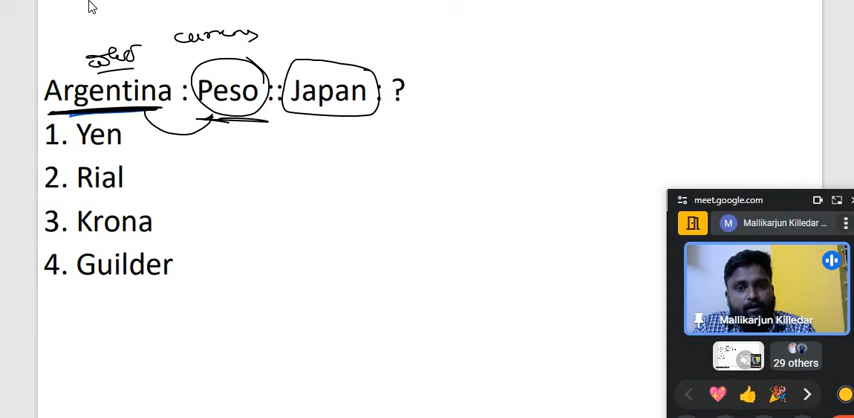 Argentina : Peso :: Japan : ?
1. Yen
2. Rial
3. Krona
4. Guilder
meet.google.com
M Mallikarjun Killedar ...
Mallikarjun Killedar
29 others